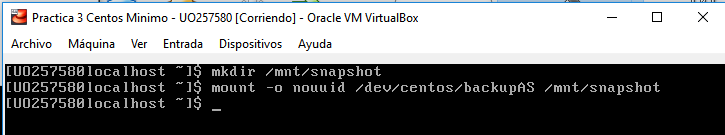 Practica 3 Centos Minimo - UO257580 [Corriendo] - Oracle VM VirtualBox
Archivo Máquina Ver Entrada Dispositivos Ayuda
[UO257580localhost ~]$ mkdir /mnt/snapshot
[UO257580localhost ~]$ mount -o nouuid /dev/centos/backupAS /mnt/snapshot
[UO257580localhost ~]$ _